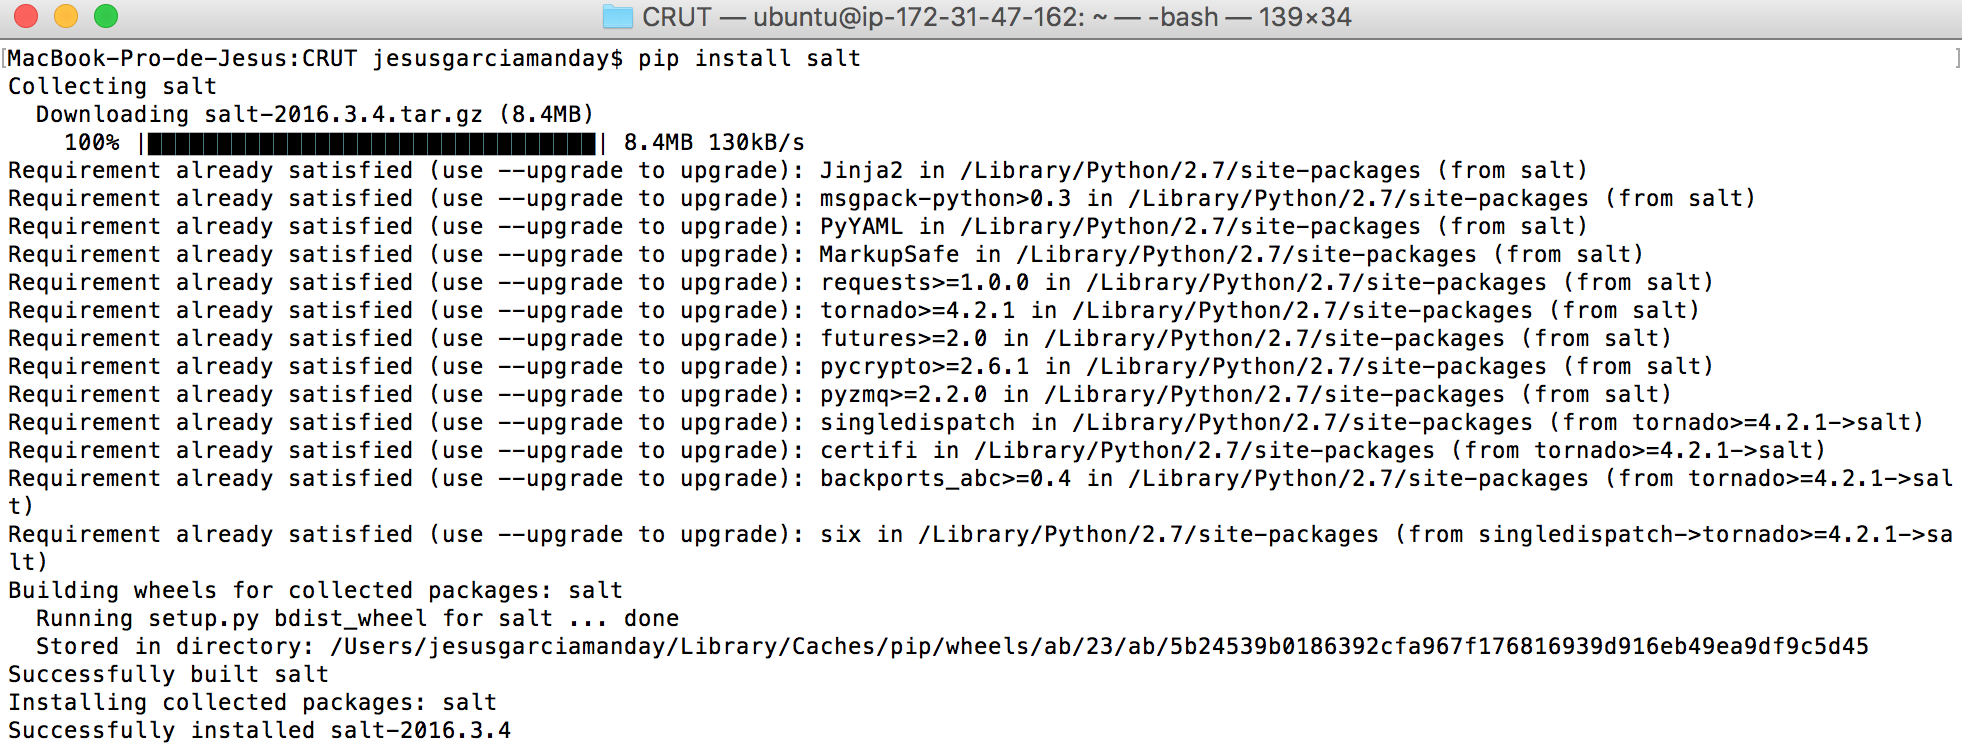 CRUT — ubuntu@ip-172-31-47-162: ~ — -bash — 139×34
[MacBook-Pro-de-Jesus:CRUT jesusgarciamanday$ pip install salt ]
Collecting salt
  Downloading salt-2016.3.4.tar.gz (8.4MB)
    100% |████████████████████████████████| 8.4MB 130kB/s
Requirement already satisfied (use --upgrade to upgrade): Jinja2 in /Library/Python/2.7/site-packages (from salt)
Requirement already satisfied (use --upgrade to upgrade): msgpack-python>0.3 in /Library/Python/2.7/site-packages (from salt)
Requirement already satisfied (use --upgrade to upgrade): PyYAML in /Library/Python/2.7/site-packages (from salt)
Requirement already satisfied (use --upgrade to upgrade): MarkupSafe in /Library/Python/2.7/site-packages (from salt)
Requirement already satisfied (use --upgrade to upgrade): requests>=1.0.0 in /Library/Python/2.7/site-packages (from salt)
Requirement already satisfied (use --upgrade to upgrade): tornado>=4.2.1 in /Library/Python/2.7/site-packages (from salt)
Requirement already satisfied (use --upgrade to upgrade): futures>=2.0 in /Library/Python/2.7/site-packages (from salt)
Requirement already satisfied (use --upgrade to upgrade): pycrypto>=2.6.1 in /Library/Python/2.7/site-packages (from salt)
Requirement already satisfied (use --upgrade to upgrade): pyzmq>=2.2.0 in /Library/Python/2.7/site-packages (from salt)
Requirement already satisfied (use --upgrade to upgrade): singledispatch in /Library/Python/2.7/site-packages (from tornado>=4.2.1->salt)
Requirement already satisfied (use --upgrade to upgrade): certifi in /Library/Python/2.7/site-packages (from tornado>=4.2.1->salt)
Requirement already satisfied (use --upgrade to upgrade): backports_abc>=0.4 in /Library/Python/2.7/site-packages (from tornado>=4.2.1->sal
t)
Requirement already satisfied (use --upgrade to upgrade): six in /Library/Python/2.7/site-packages (from singledispatch->tornado>=4.2.1->sa
lt)
Building wheels for collected packages: salt
  Running setup.py bdist_wheel for salt ... done
  Stored in directory: /Users/jesusgarciamanday/Library/Caches/pip/wheels/ab/23/ab/5b24539b0186392cfa967f176816939d916eb49ea9df9c5d45
Successfully built salt
Installing collected packages: salt
Successfully installed salt-2016.3.4